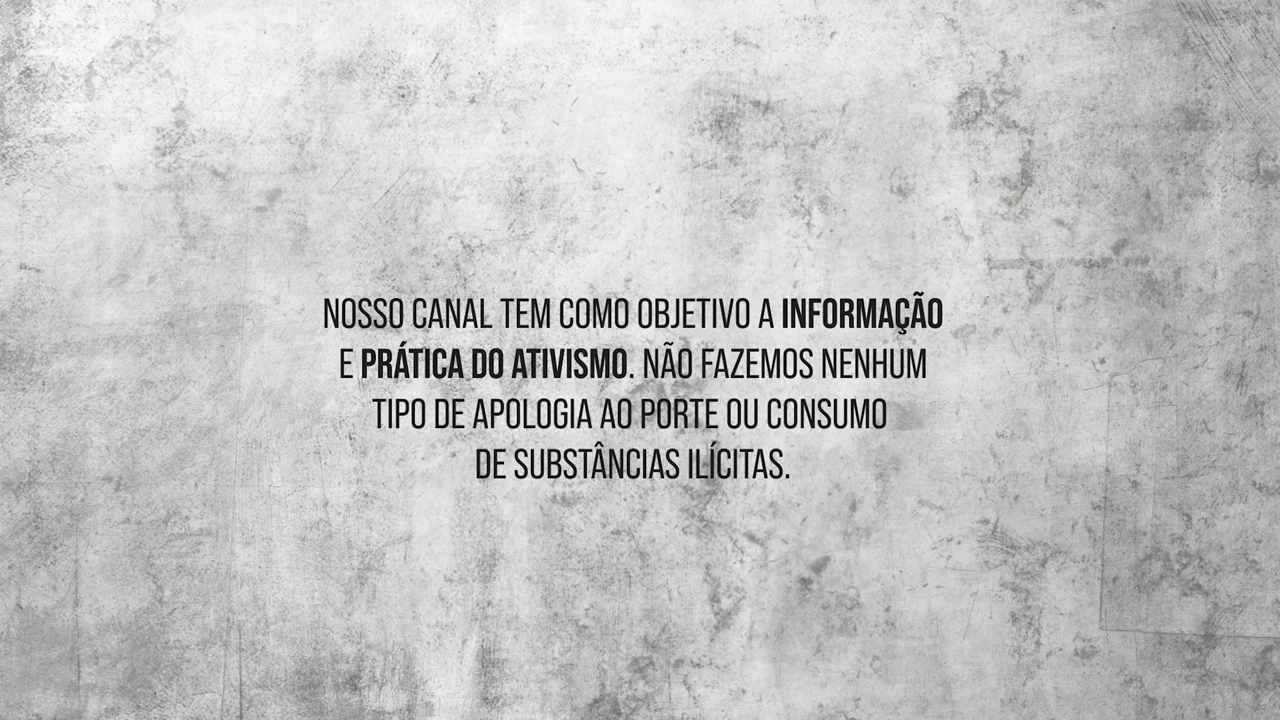 NOSSO CANAL TEM COMO OBJETIVO A INFORMAÇÃO
E PRÁTICA DO ATIVISMO. NÃO FAZEMOS NENHUM
TIPO DE APOLOGIA AO PORTE OU CONSUMO
DE SUBSTÂNCIAS ILÍCITAS.